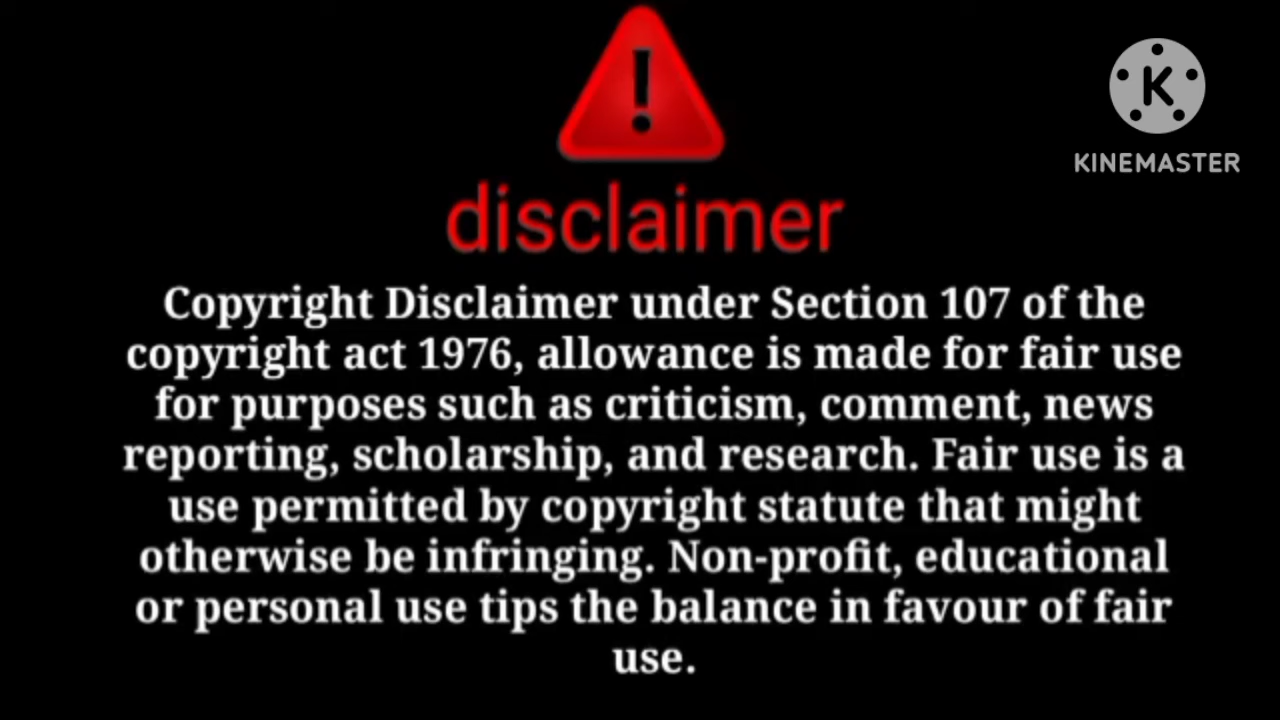 KINEMASTER
disclaimer
Copyright Disclaimer under Section 107 of the
copyright act 1976, allowance is made for fair use
for purposes such as criticism, comment, news
reporting, scholarship, and research. Fair use is a
use permitted by copyright statute that might
otherwise be infringing. Non-profit, educational
or personal use tips the balance in favour of fair
use.